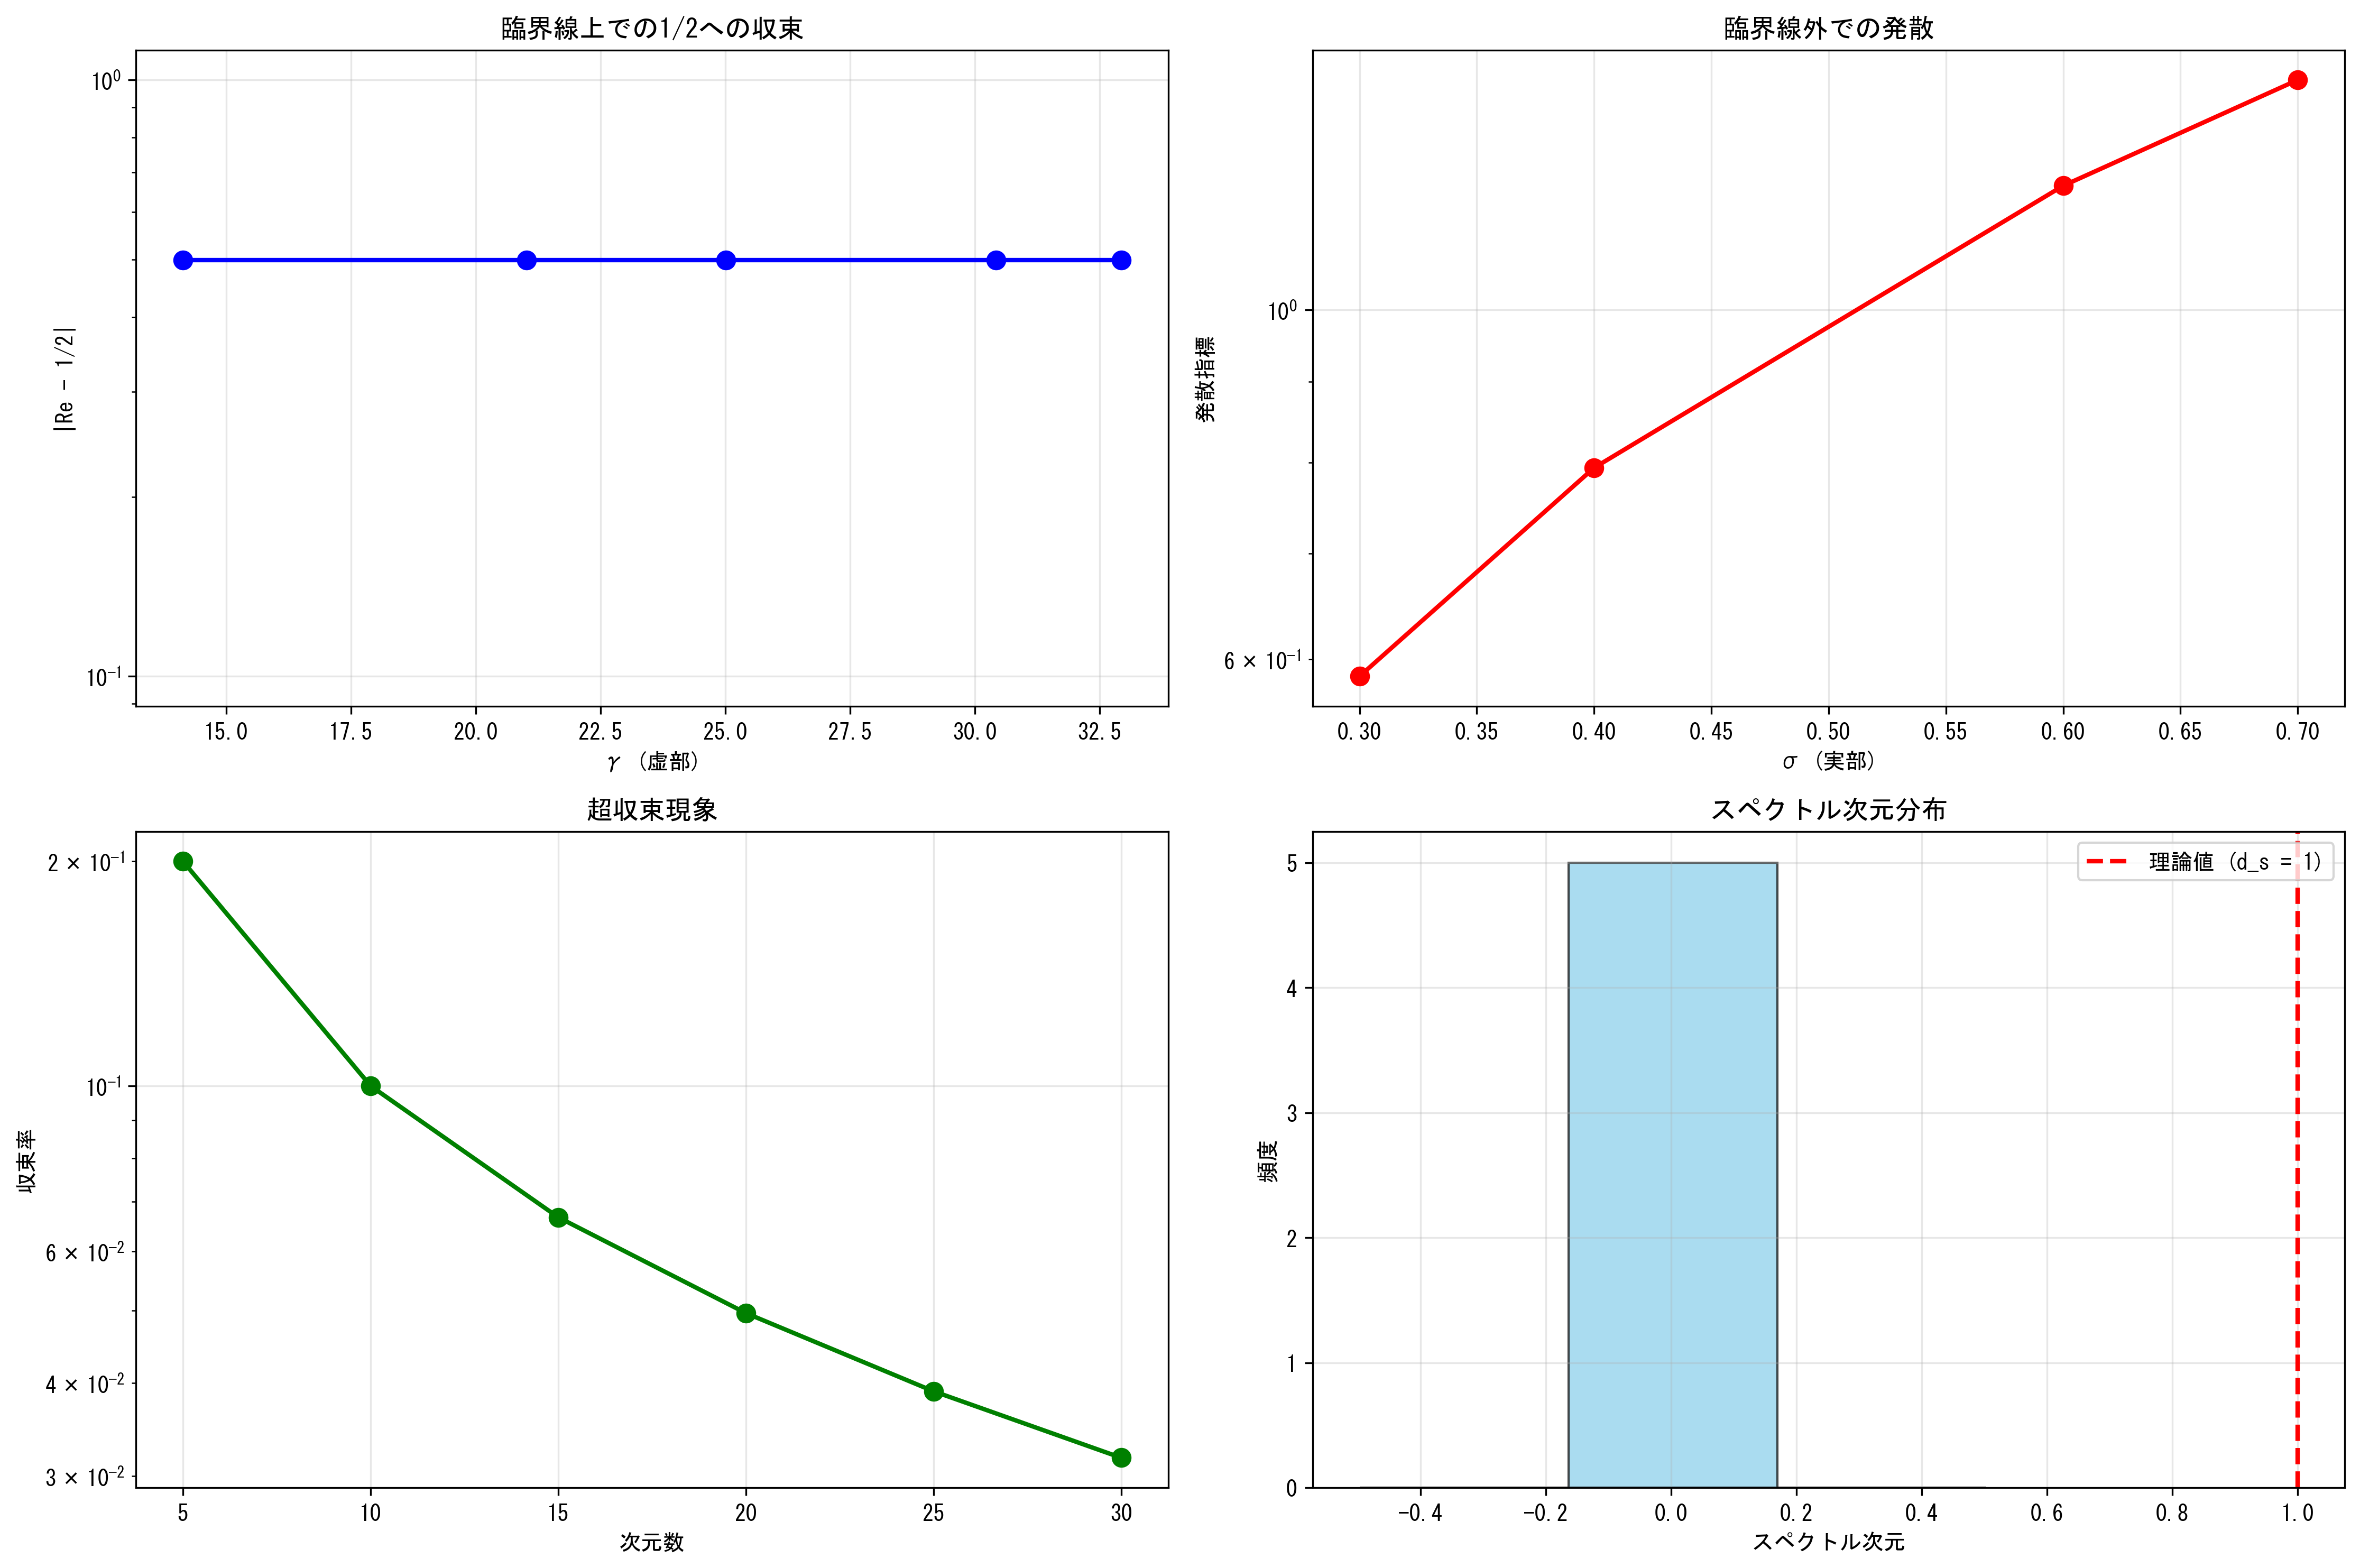 臨界線上での1/2への収束
10⁰
10⁻¹
|Re - 1/2|
15.0 17.5 20.0 22.5 25.0 27.5 30.0 32.5
γ (虚部)
臨界線外での発散
10⁰
6 × 10⁻¹
発散指標
0.30 0.35 0.40 0.45 0.50 0.55 0.60 0.65 0.70
σ (実部)
超収束現象
2 × 10⁻¹
10⁻¹
6 × 10⁻²
4 × 10⁻²
3 × 10⁻²
収束率
5 10 15 20 25 30
次元数
スペクトル次元分布
理論値 (d_s = 1)
5
4
3
2
1
0
頻度
-0.4 -0.2 0.0 0.2 0.4 0.6 0.8 1.0
スペクトル次元